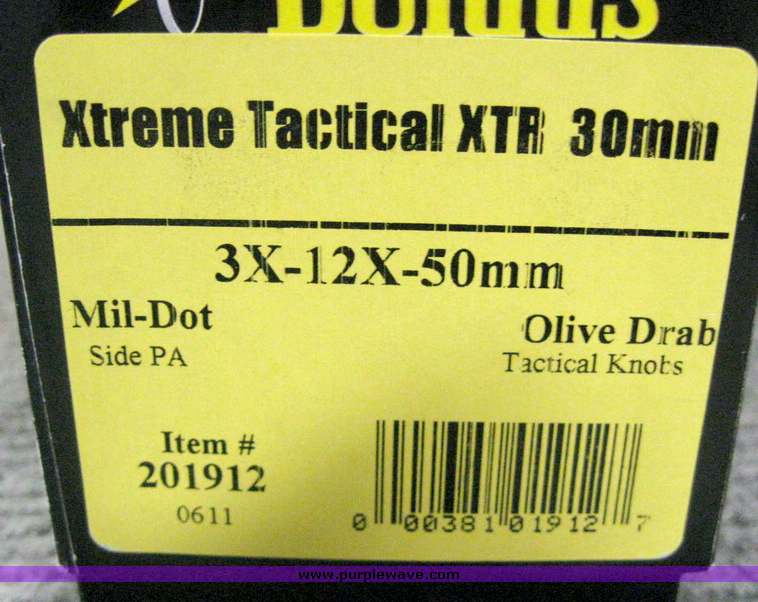 Xtreme Tactical XTR 30mm
3X-12X-50mm
Mil-Dot
Olive Drab
Side PA
Tactical Knobs
Item #
201912
0611
0 00381 01912 7
www.purplewave.com